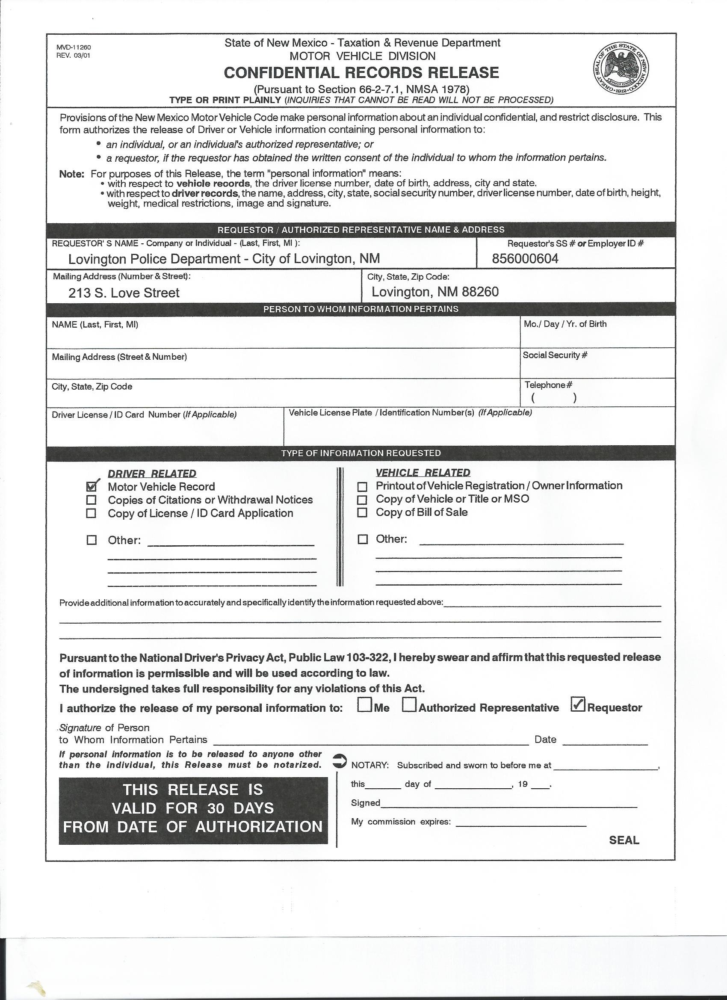 MVD-11260
REV. 03/01
State of New Mexico - Taxation & Revenue Department
MOTOR VEHICLE DIVISION
CONFIDENTIAL RECORDS RELEASE
(Pursuant to Section 66-2-7.1, NMSA 1978)
TYPE OR PRINT PLAINLY (INQUIRIES THAT CANNOT BE READ WILL NOT BE PROCESSED)
GREAT SEAL OF THE STATE OF NEW MEXICO
•1912•
Provisions of the New Mexico Motor Vehicle Code make personal information about an individual confidential, and restrict disclosure. This
form authorizes the release of Driver or Vehicle information containing personal information to:
• an individual, or an individual's authorized representative; or
• a requestor, if the requestor has obtained the written consent of the individual to whom the information pertains.
Note: For purposes of this Release, the term "personal information" means:
• with respect to vehicle records, the driver license number, date of birth, address, city and state.
• with respect to driver records, the name, address, city, state, social security number, driver license number, date of birth, height,
weight, medical restrictions, image and signature.
REQUESTOR / AUTHORIZED REPRESENTATIVE NAME & ADDRESS
REQUESTOR' S NAME - Company or Individual - (Last, First, MI ):
Requestor's SS # or Employer ID #
Lovington Police Department - City of Lovington, NM
856000604
Mailing Address (Number & Street):
City, State, Zip Code:
213 S. Love Street
Lovington, NM 88260
PERSON TO WHOM INFORMATION PERTAINS
NAME (Last, First, MI)
Mo./ Day / Yr. of Birth
Mailing Address (Street & Number)
Social Security #
City, State, Zip Code
Telephone #
( )
Driver License / ID Card Number (If Applicable)
Vehicle License Plate / Identification Number(s) (If Applicable)
TYPE OF INFORMATION REQUESTED
DRIVER RELATED
Motor Vehicle Record
Copies of Citations or Withdrawal Notices
Copy of License / ID Card Application
Other:
VEHICLE RELATED
Printout of Vehicle Registration / Owner Information
Copy of Vehicle or Title or MSO
Copy of Bill of Sale
Other:
Provide additional information to accurately and specifically identify the information requested above:
Pursuant to the National Driver's Privacy Act, Public Law 103-322, I hereby swear and affirm that this requested release
of information is permissible and will be used according to law.
The undersigned takes full responsibility for any violations of this Act.
I authorize the release of my personal information to: Me Authorized Representative Requestor
Signature of Person
to Whom Information Pertains Date
If personal information is to be released to anyone other
than the individual, this Release must be notarized.
THIS RELEASE IS
VALID FOR 30 DAYS
FROM DATE OF AUTHORIZATION
NOTARY: Subscribed and sworn to before me at ,
this day of , 19 .
Signed
My commission expires:
SEAL